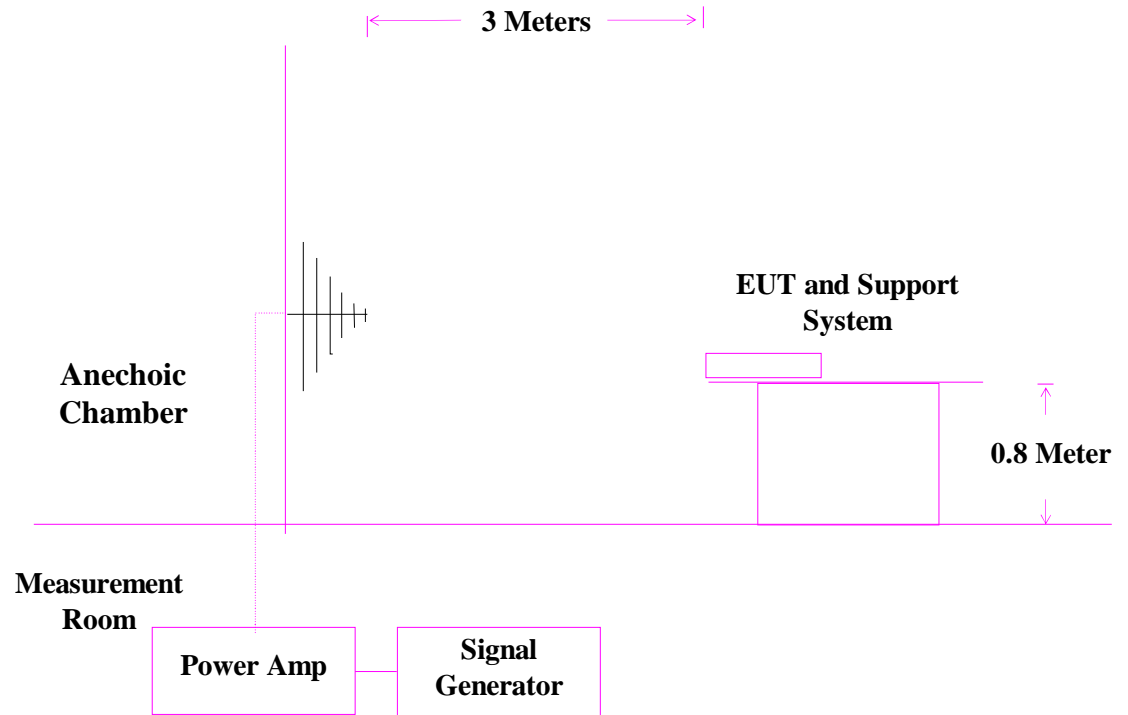 3 Meters
EUT and Support
System
Anechoic
Chamber
0.8 Meter
Measurement
Room
Power Amp
Signal
Generator